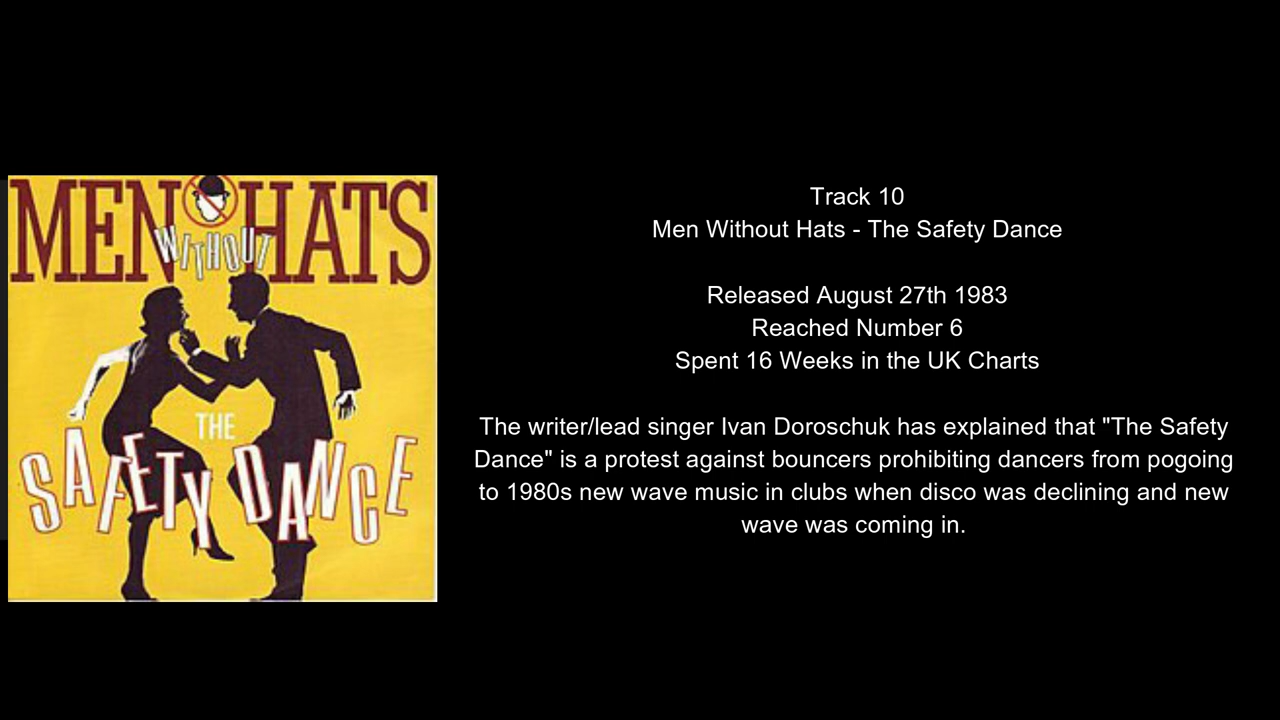 MEN WITHOUT HATS
THE
SAFETY DANCE
Track 10
Men Without Hats - The Safety Dance
Released August 27th 1983
Reached Number 6
Spent 16 Weeks in the UK Charts
The writer/lead singer Ivan Doroschuk has explained that "The Safety
Dance" is a protest against bouncers prohibiting dancers from pogoing
to 1980s new wave music in clubs when disco was declining and new
wave was coming in.